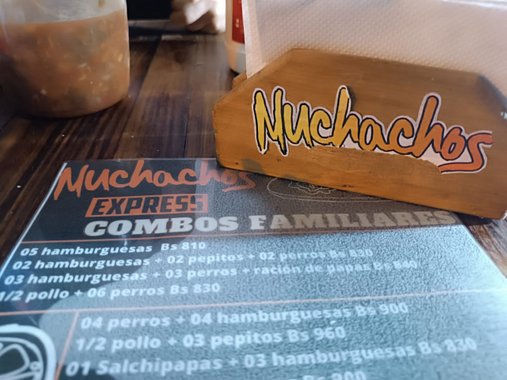 Muchachos
Muchachos
EXPRESS
COMBOS FAMILIARES
05 hamburguesas Bs 810
02 hamburguesas + 02 pepitos + 02 perros Bs 830
03 hamburguesas + 03 perros + ración de papas Bs 840
1/2 pollo + 06 perros Bs 830
04 perros + 04 hamburguesas Bs 900
1/2 pollo + 03 pepitos Bs 960
01 Salchipapas + 03 hamburguesas Bs 830